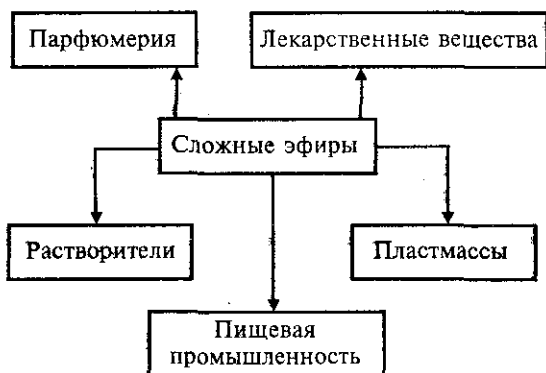 Парфюмерия
Лекарственные вещества
Сложные эфиры
Растворители
Пластмассы
Пищевая
промышленность